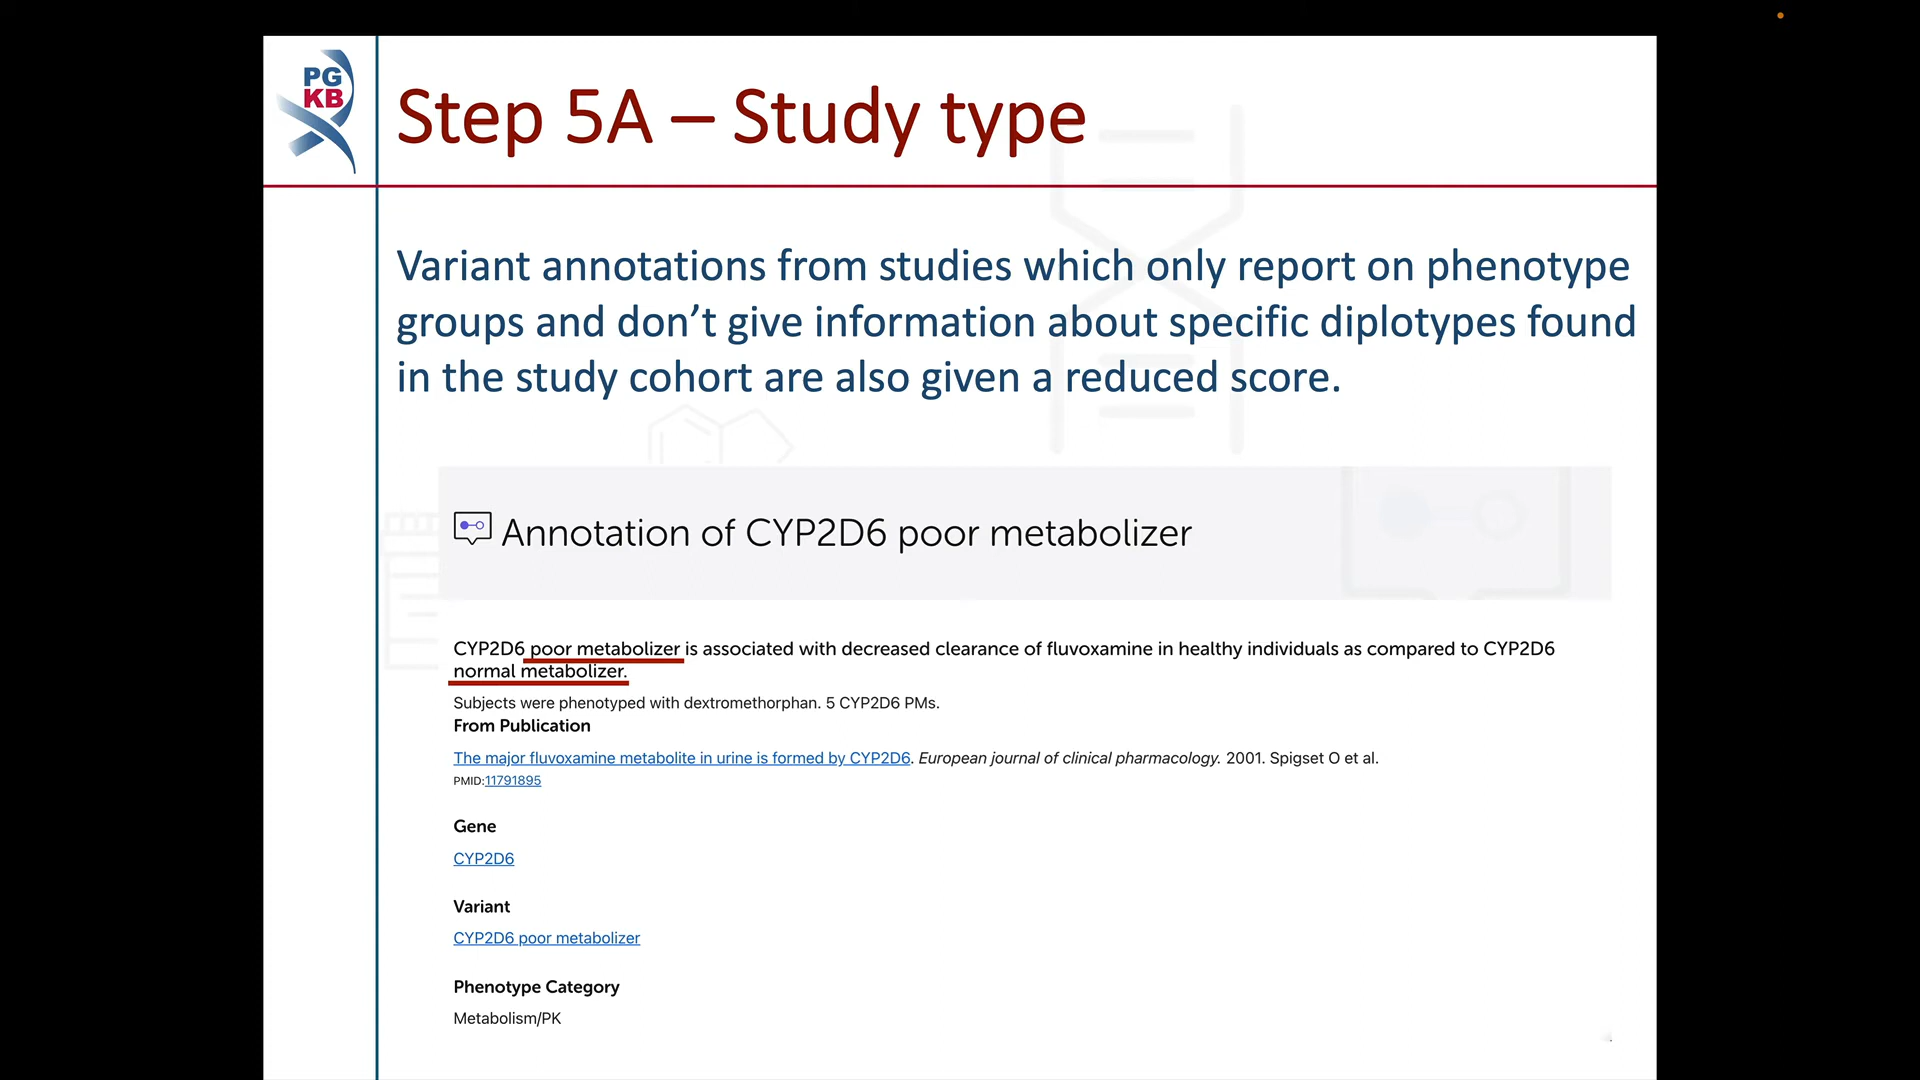 PG
KB
Step 5A – Study type
Variant annotations from studies which only report on phenotype
groups and don’t give information about specific diplotypes found
in the study cohort are also given a reduced score.
Annotation of CYP2D6 poor metabolizer
CYP2D6 poor metabolizer is associated with decreased clearance of fluvoxamine in healthy individuals as compared to CYP2D6
normal metabolizer.
Subjects were phenotyped with dextromethorphan. 5 CYP2D6 PMs.
From Publication
The major fluvoxamine metabolite in urine is formed by CYP2D6. European journal of clinical pharmacology. 2001. Spigset O et al.
PMID:11791895
Gene
CYP2D6
Variant
CYP2D6 poor metabolizer
Phenotype Category
Metabolism/PK